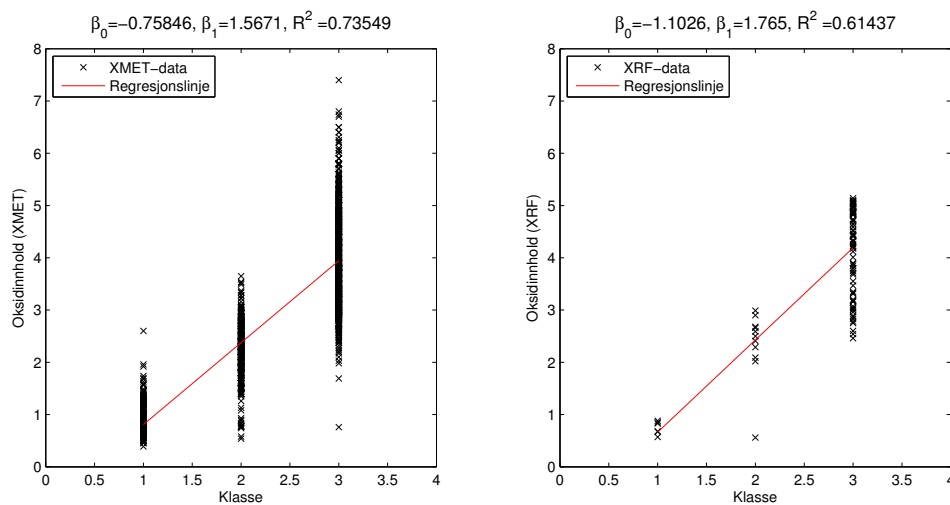 β0=−0.75846, β1=1.5671, R2 =0.73549
8
7
6
5
4
3
2
1
0
Oksidinnhold (XMET)
XMET−data
Regresjonslinje
0 0.5 1 1.5 2 2.5 3 3.5 4
Klasse
β0=−1.1026, β1=1.765, R2 =0.61437
8
7
6
5
4
3
2
1
0
Oksidinnhold (XRF)
XRF−data
Regresjonslinje
0 0.5 1 1.5 2 2.5 3 3.5 4
Klasse